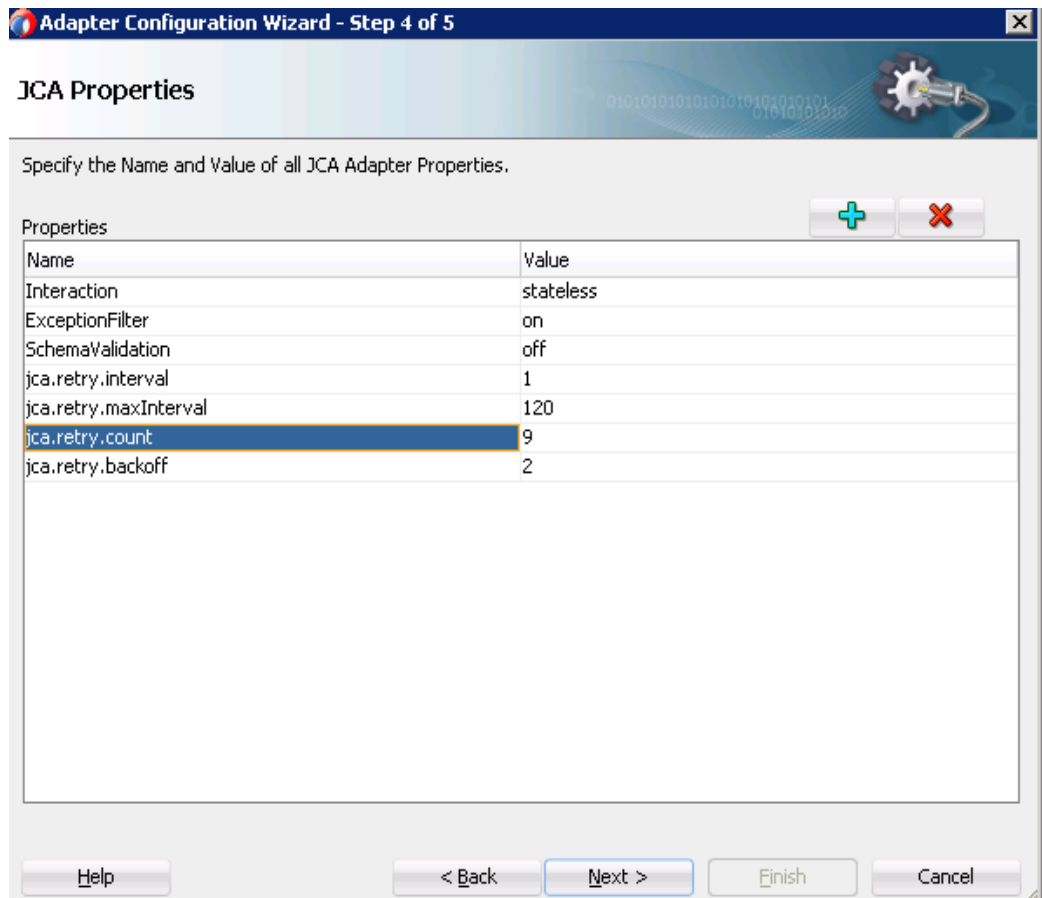 Adapter Configuration Wizard - Step 4 of 5
JCA Properties
Specify the Name and Value of all JCA Adapter Properties.
Properties
Name Value
Interaction stateless
ExceptionFilter on
SchemaValidation off
jca.retry.interval 1
jca.retry.maxInterval 120
jca.retry.count 9
jca.retry.backoff 2
Help < Back Next > Finish Cancel